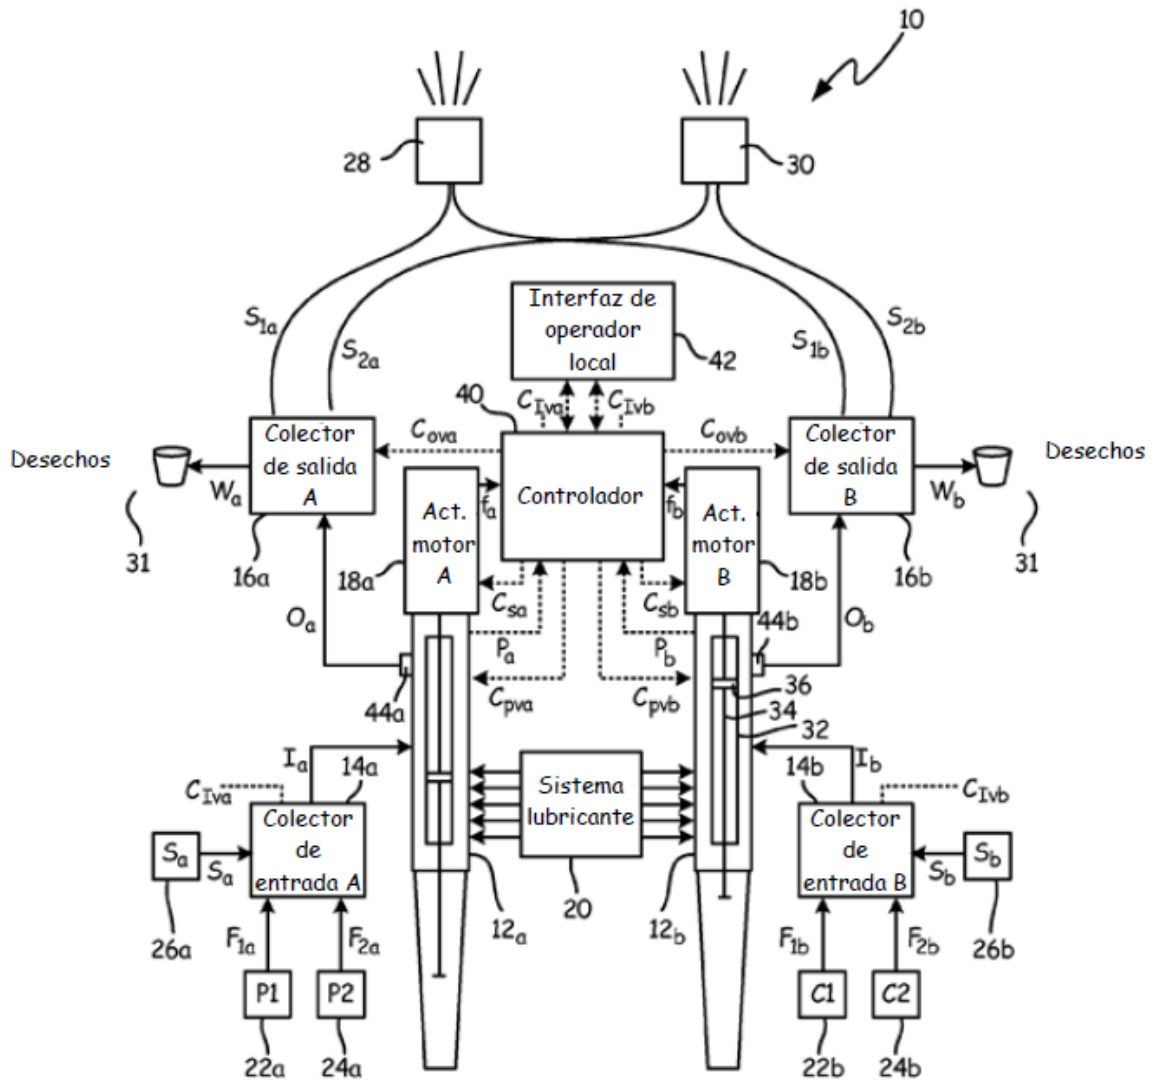 10
28
30
S1a
S2a
S1b
S2b
Interfaz de
operador
local
42
40
CIva
CIvb
Colector
de salida
A
Cova
Covb
Colector
de salida
B
Desechos
Desechos
Wa
Wb
31
31
16a
16b
Act.
motor
A
fa
Controlador
fb
Act.
motor
B
18a
18b
Csa
Csb
Oa
Ob
Pa
Pb
44b
44a
Cpva
Cpvb
36
34
32
Ia
14a
Ib
14b
CIva
CIvb
Sistema
lubricante
Colector
de
entrada A
Colector
de
entrada B
Sa
Sa
Sb
Sb
26a
26b
20
12a
12b
F1a
F2a
F1b
F2b
P1
P2
C1
C2
22a
24a
22b
24b